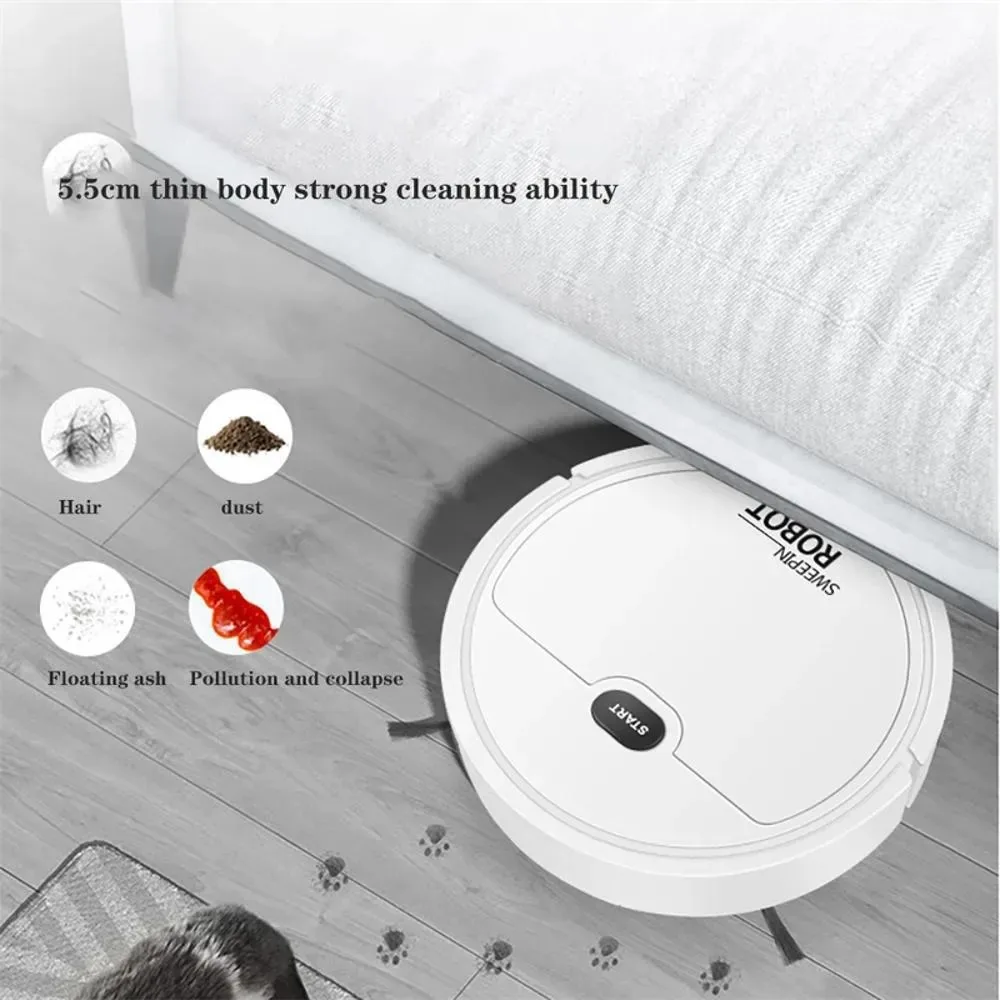 5.5cm thin body strong cleaning ability
Hair
dust
SWEEPIN
ROBOT
Floating ash
Pollution and collapse
START